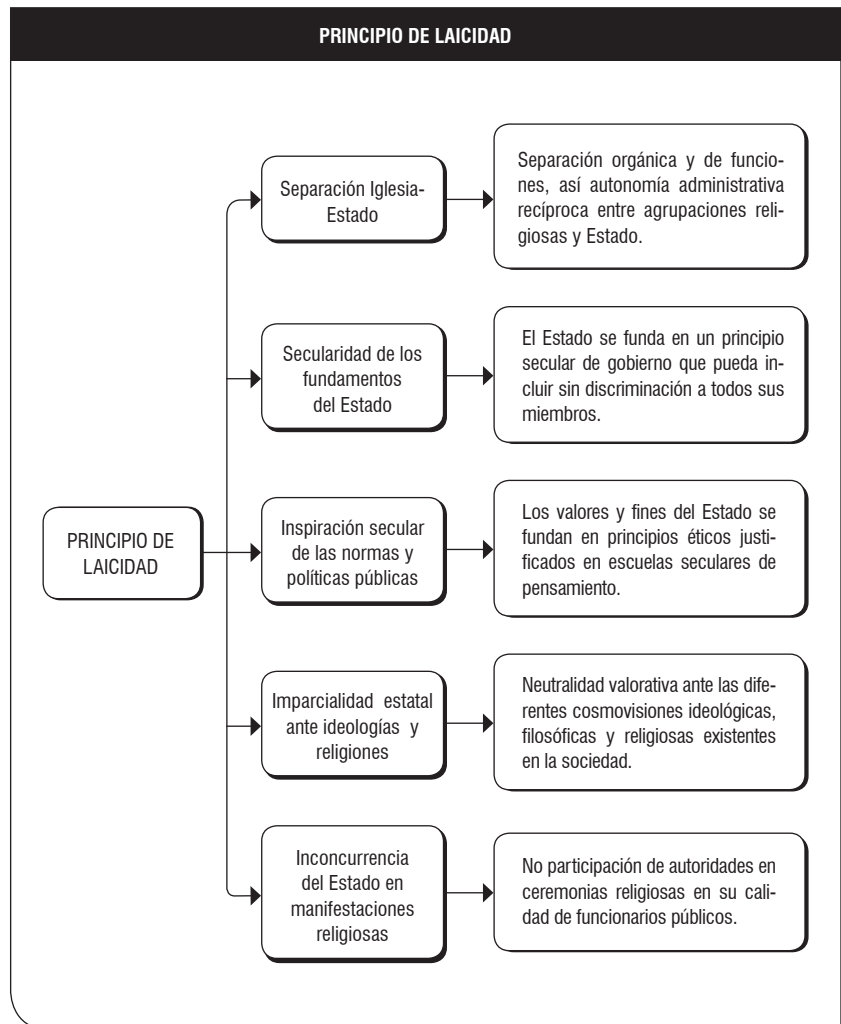 PRINCIPIO DE LAICIDAD
Separación Iglesia-
Estado
Separación orgánica y de funcio-
nes, así autonomía administrativa
recíproca entre agrupaciones reli-
giosas y Estado.
Secularidad de los
fundamentos
del Estado
El Estado se funda en un principio
secular de gobierno que pueda in-
cluir sin discriminación a todos sus
miembros.
PRINCIPIO DE
LAICIDAD
Inspiración secular
de las normas y
políticas públicas
Los valores y fines del Estado se
fundan en principios éticos justi-
ficados en escuelas seculares de
pensamiento.
Imparcialidad estatal
ante ideologías y
religiones
Neutralidad valorativa ante las dife-
rentes cosmovisiones ideológicas,
filosóficas y religiosas existentes
en la sociedad.
Inconcurrencia
del Estado en
manifestaciones
religiosas
No participación de autoridades en
ceremonias religiosas en su cali-
dad de funcionarios públicos.